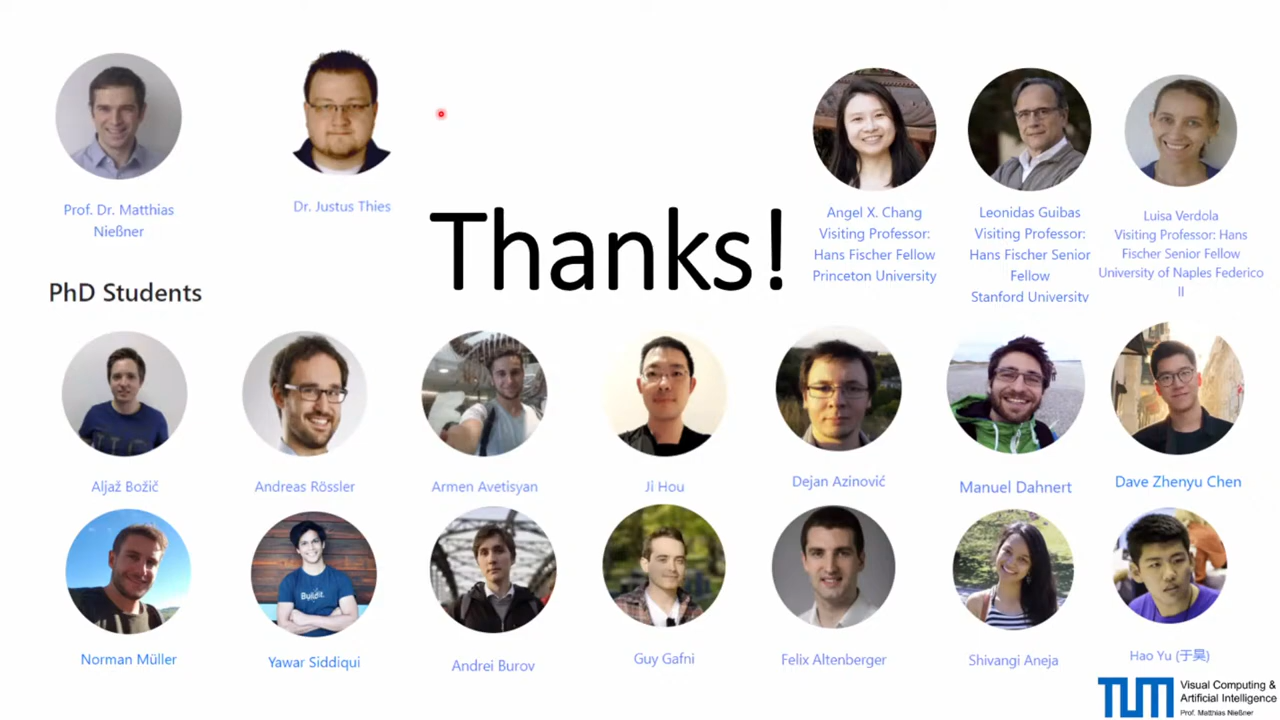 Prof. Dr. Matthias
Nießner
Dr. Justus Thies
Thanks!
Angel X. Chang
Visiting Professor:
Hans Fischer Fellow
Princeton University
Leonidas Guibas
Visiting Professor:
Hans Fischer Senior
Fellow
Stanford University
Luisa Verdola
Visiting Professor: Hans
Fischer Senior Fellow
University of Naples Federico
II
PhD Students
Aljaž Božič
Andreas Rössler
Armen Avetisyan
Ji Hou
Dejan Azinović
Manuel Dahnert
Dave Zhenyu Chen
Buildit.
Norman Müller
Yawar Siddiqui
Andrei Burov
Guy Gafni
Felix Altenberger
Shivangi Aneja
Hao Yu (于昊)
TUM
Visual Computing &
Artificial Intelligence
Prof. Matthias Nießner